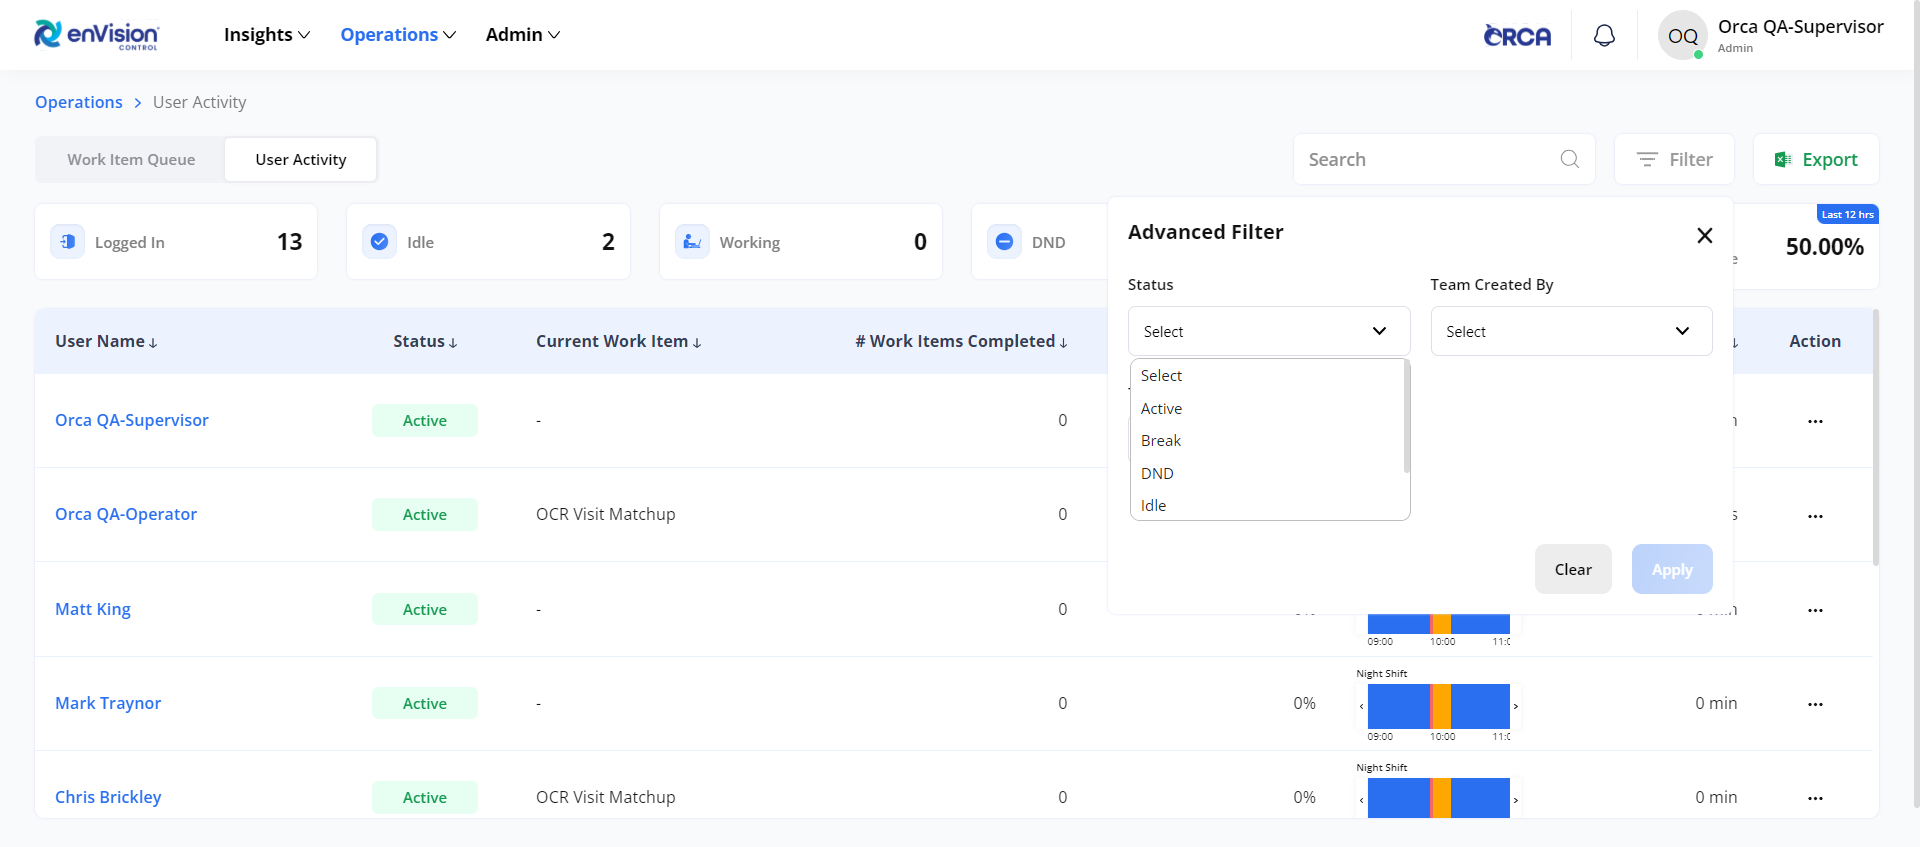 enVision
CONTROL
Insights
Operations
Admin
ORCA
OQ
Orca QA-Supervisor
Admin
Operations > User Activity
Work Item Queue
User Activity
Search
Filter
Export
Logged In 13
Idle 2
Working 0
DND
Last 12 hrs
50.00%
Advanced Filter
Status
Team Created By
Select
Select
Select
Active
Break
DND
Idle
Clear
Apply
User Name↓ Status↓ Current Work Item↓ # Work Items Completed↓ Action
Orca QA-Supervisor Active - 0 ...
Orca QA-Operator Active OCR Visit Matchup 0 ...
Matt King Active - 0 ...
09:00 10:00
Night Shift
Mark Traynor Active - 0 0% 0 min ...
09:00 10:00
Night Shift
Chris Brickley Active OCR Visit Matchup 0 0% 0 min ...